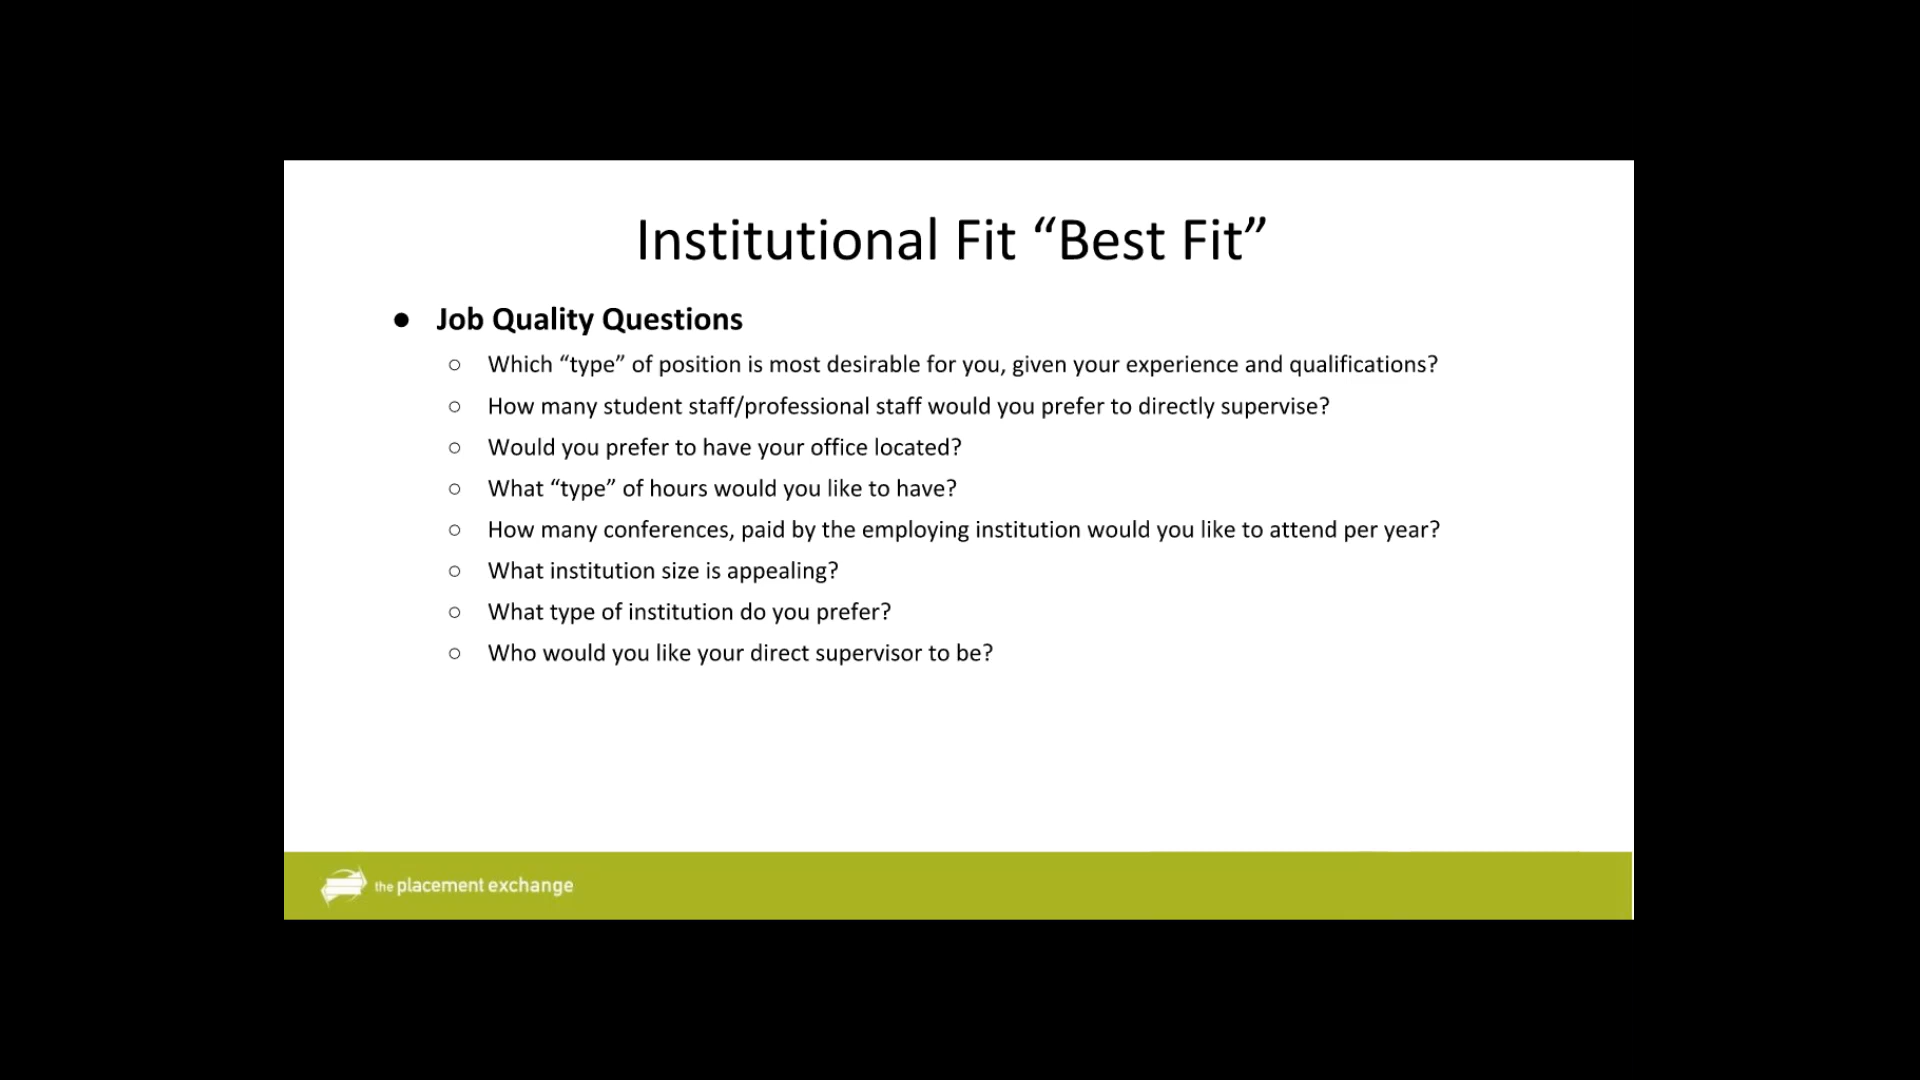 Institutional Fit “Best Fit”
● Job Quality Questions
○ Which “type” of position is most desirable for you, given your experience and qualifications?
○ How many student staff/professional staff would you prefer to directly supervise?
○ Would you prefer to have your office located?
○ What “type” of hours would you like to have?
○ How many conferences, paid by the employing institution would you like to attend per year?
○ What institution size is appealing?
○ What type of institution do you prefer?
○ Who would you like your direct supervisor to be?
the placement exchange